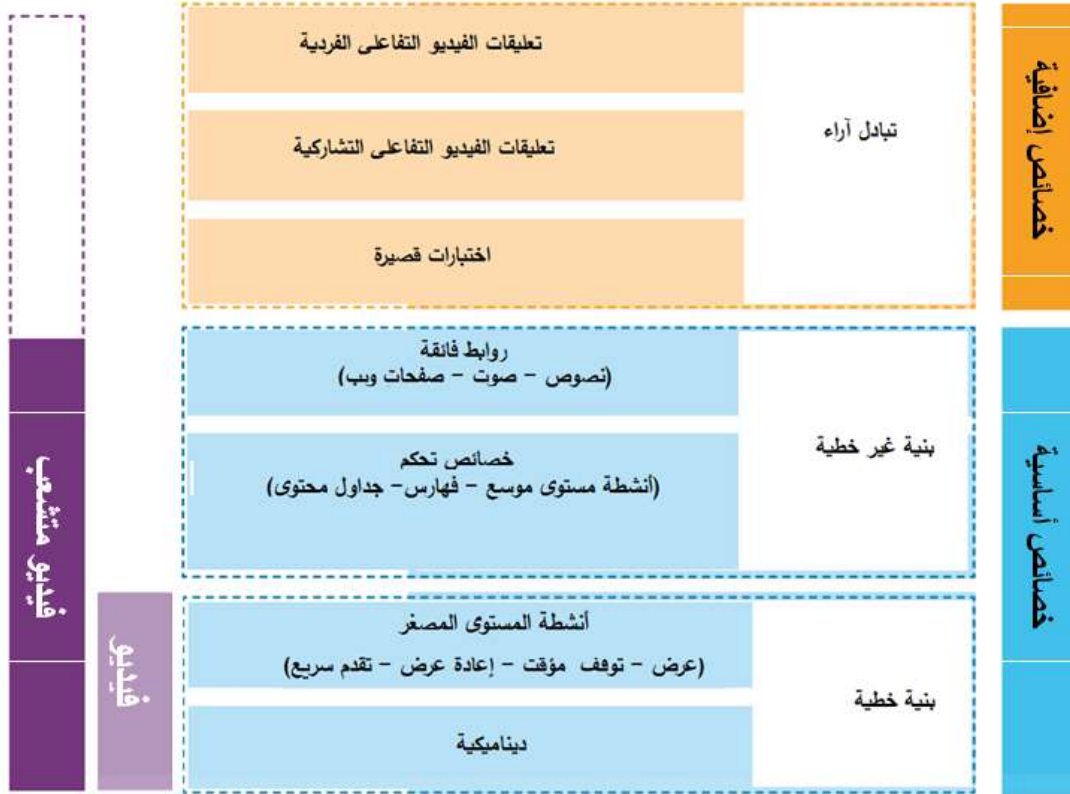 خصائص إضافية
تبادل آراء
تعليقات الفيديو التفاعلى الفردية
تعليقات الفيديو التفاعلى التشاركية
اختبارات قصيرة
خصائص أساسية
بنية غير خطية
روابط فائقة
(نصوص – صوت – صفحات ويب)
خصائص تحكم
(أنشطة مستوى موسع – فهارس– جداول محتوى)
بنية خطية
أنشطة المستوى المصغر
(عرض – توقف مؤقت – إعادة عرض – تقدم سريع)
ديناميكية
فيديو
فيديو متشعب